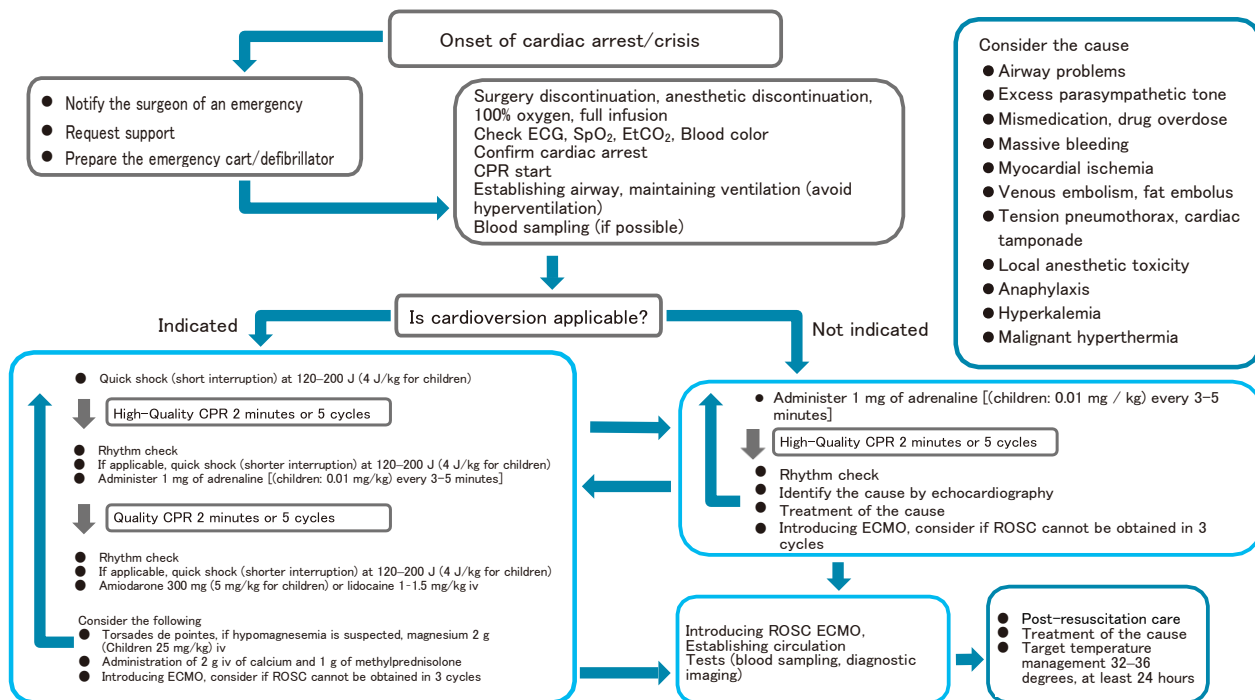 Onset of cardiac arrest/crisis
● Notify the surgeon of an emergency
● Request support
● Prepare the emergency cart/defibrillator
Surgery discontinuation, anesthetic discontinuation,
100% oxygen, full infusion
Check ECG, SpO₂, EtCO₂, Blood color
Confirm cardiac arrest
CPR start
Establishing airway, maintaining ventilation (avoid
hyperventilation)
Blood sampling (if possible)
Consider the cause
● Airway problems
● Excess parasympathetic tone
● Mismedication, drug overdose
● Massive bleeding
● Myocardial ischemia
● Venous embolism, fat embolus
● Tension pneumothorax, cardiac
tamponade
● Local anesthetic toxicity
● Anaphylaxis
● Hyperkalemia
● Malignant hyperthermia
Is cardioversion applicable?
Indicated
Not indicated
● Quick shock (short interruption) at 120–200 J (4 J/kg for children)
High-Quality CPR 2 minutes or 5 cycles
● Rhythm check
● If applicable, quick shock (shorter interruption) at 120–200 J (4 J/kg for children)
● Administer 1 mg of adrenaline [(children: 0.01 mg/kg) every 3-5 minutes]
Quality CPR 2 minutes or 5 cycles
● Rhythm check
● If applicable, quick shock (shorter interruption) at 120–200 J (4 J/kg for children)
● Amiodarone 300 mg (5 mg/kg for children) or lidocaine 1-1.5 mg/kg iv
Consider the following
● Torsades de pointes, if hypomagnesemia is suspected, magnesium 2 g
(Children 25 mg/kg) iv
● Administration of 2 g iv of calcium and 1 g of methylprednisolone
● Introducing ECMO, consider if ROSC cannot be obtained in 3 cycles
● Administer 1 mg of adrenaline [(children: 0.01 mg / kg) every 3–5
minutes]
High-Quality CPR 2 minutes or 5 cycles
● Rhythm check
● Identify the cause by echocardiography
● Treatment of the cause
● Introducing ECMO, consider if ROSC cannot be obtained in 3
cycles
Introducing ROSC ECMO,
Establishing circulation
Tests (blood sampling, diagnostic
imaging)
● Post-resuscitation care
● Treatment of the cause
● Target temperature
management 32–36
degrees, at least 24 hours